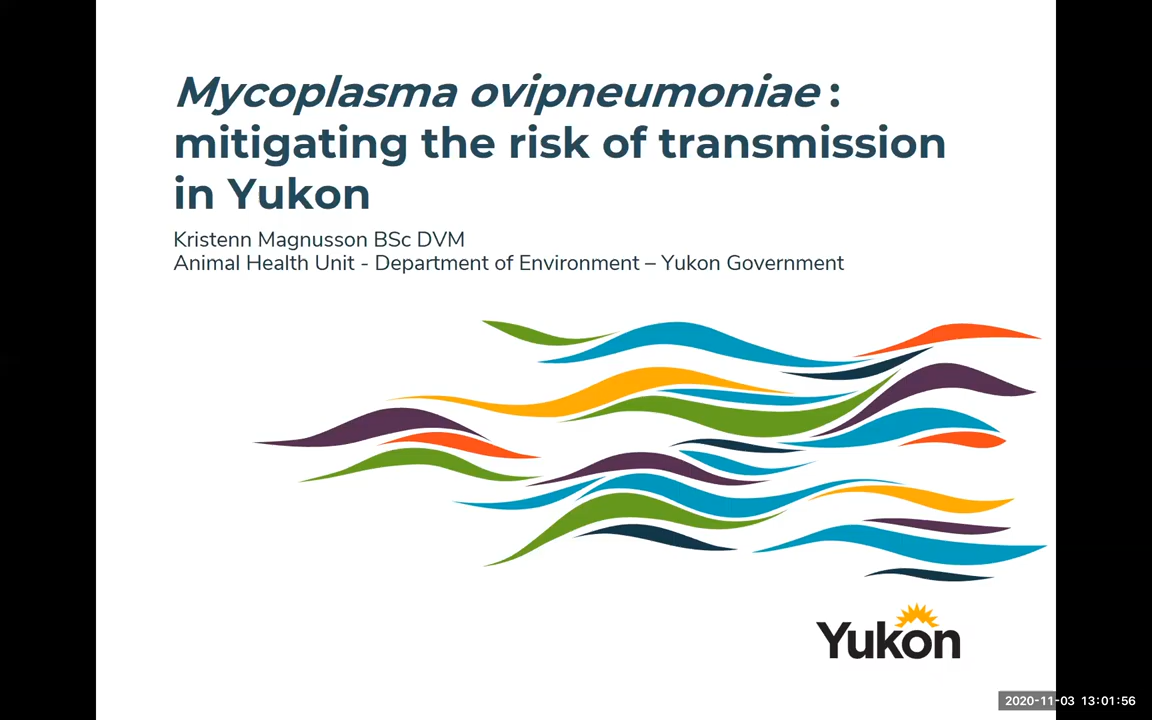 Mycoplasma ovipneumoniae :
mitigating the risk of transmission
in Yukon
Kristenn Magnusson BSc DVM
Animal Health Unit - Department of Environment – Yukon Government
Yukon
2020-11-03 13:01:56